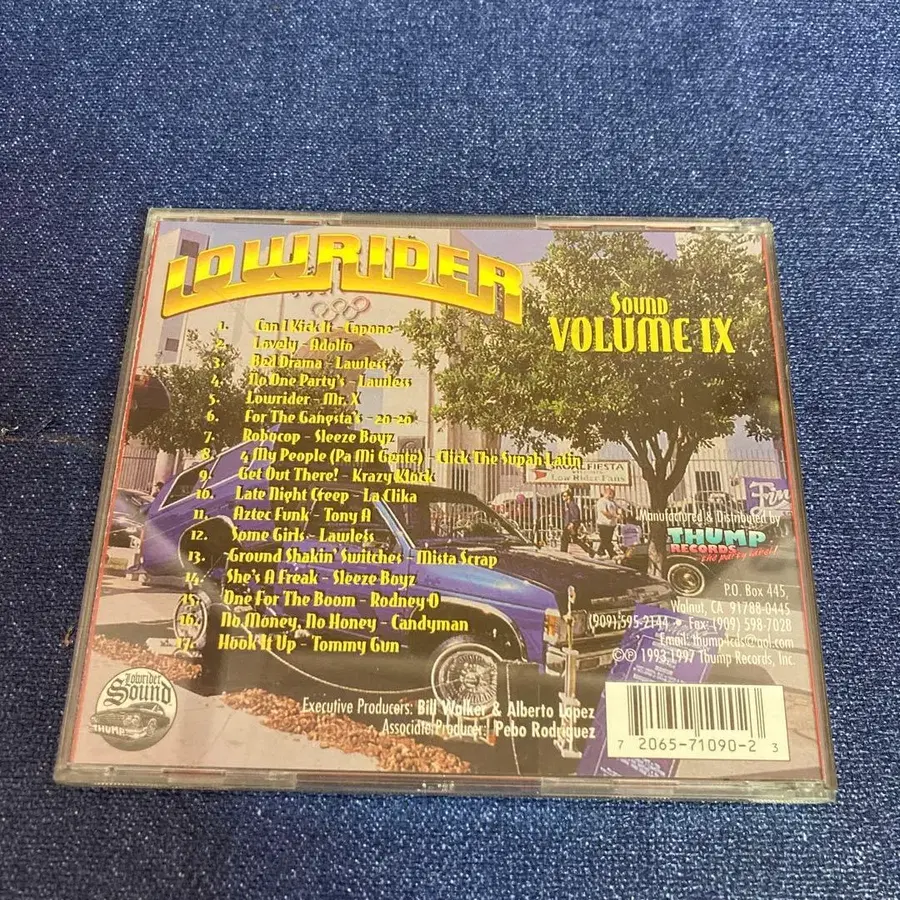 LOWRIDER
Sound
VOLUME IX
1. Can I Kick It - Capone
2. Lovely - Adolfo
3. Bed Drama - Lawless
4. No One Party's - Lawless
5. Lowrider - Mr. X
6. For The Gangsta's - 20-20
7. Robocop - Sleeze Boyz
8. 4 My People (Pa Mi Gente) - Click The Supah Latin
9. Get Out There! - Krazy Klock
10. Late Night Creep - La Clika
11. Aztec Funk - Tony A
12. Some Girls - Lawless
13. Ground Shakin' Switches - Mista Scrap
14. She's A Freak - Sleeze Boyz
15. One For The Boom - Rodney O
16. No Money, No Honey - Candyman
17. Hook It Up - Tommy Gun
FIESTA
Low Rider Fans
Manufactured & Distributed by
THUMP
RECORDS
the party label!
P.O. Box 445,
Walnut, CA 91788-0445
(909) 595-2144 • Fax: (909) 598-7028
Email: thumprcds@aol.com
©℗ 1993,1997 Thump Records, Inc.
Lowrider
Sound
THUMP
Executive Producers: Bill Walker & Alberto Lopez
Associate Producer: Pebo Rodriguez
7 2065-71090-2 3